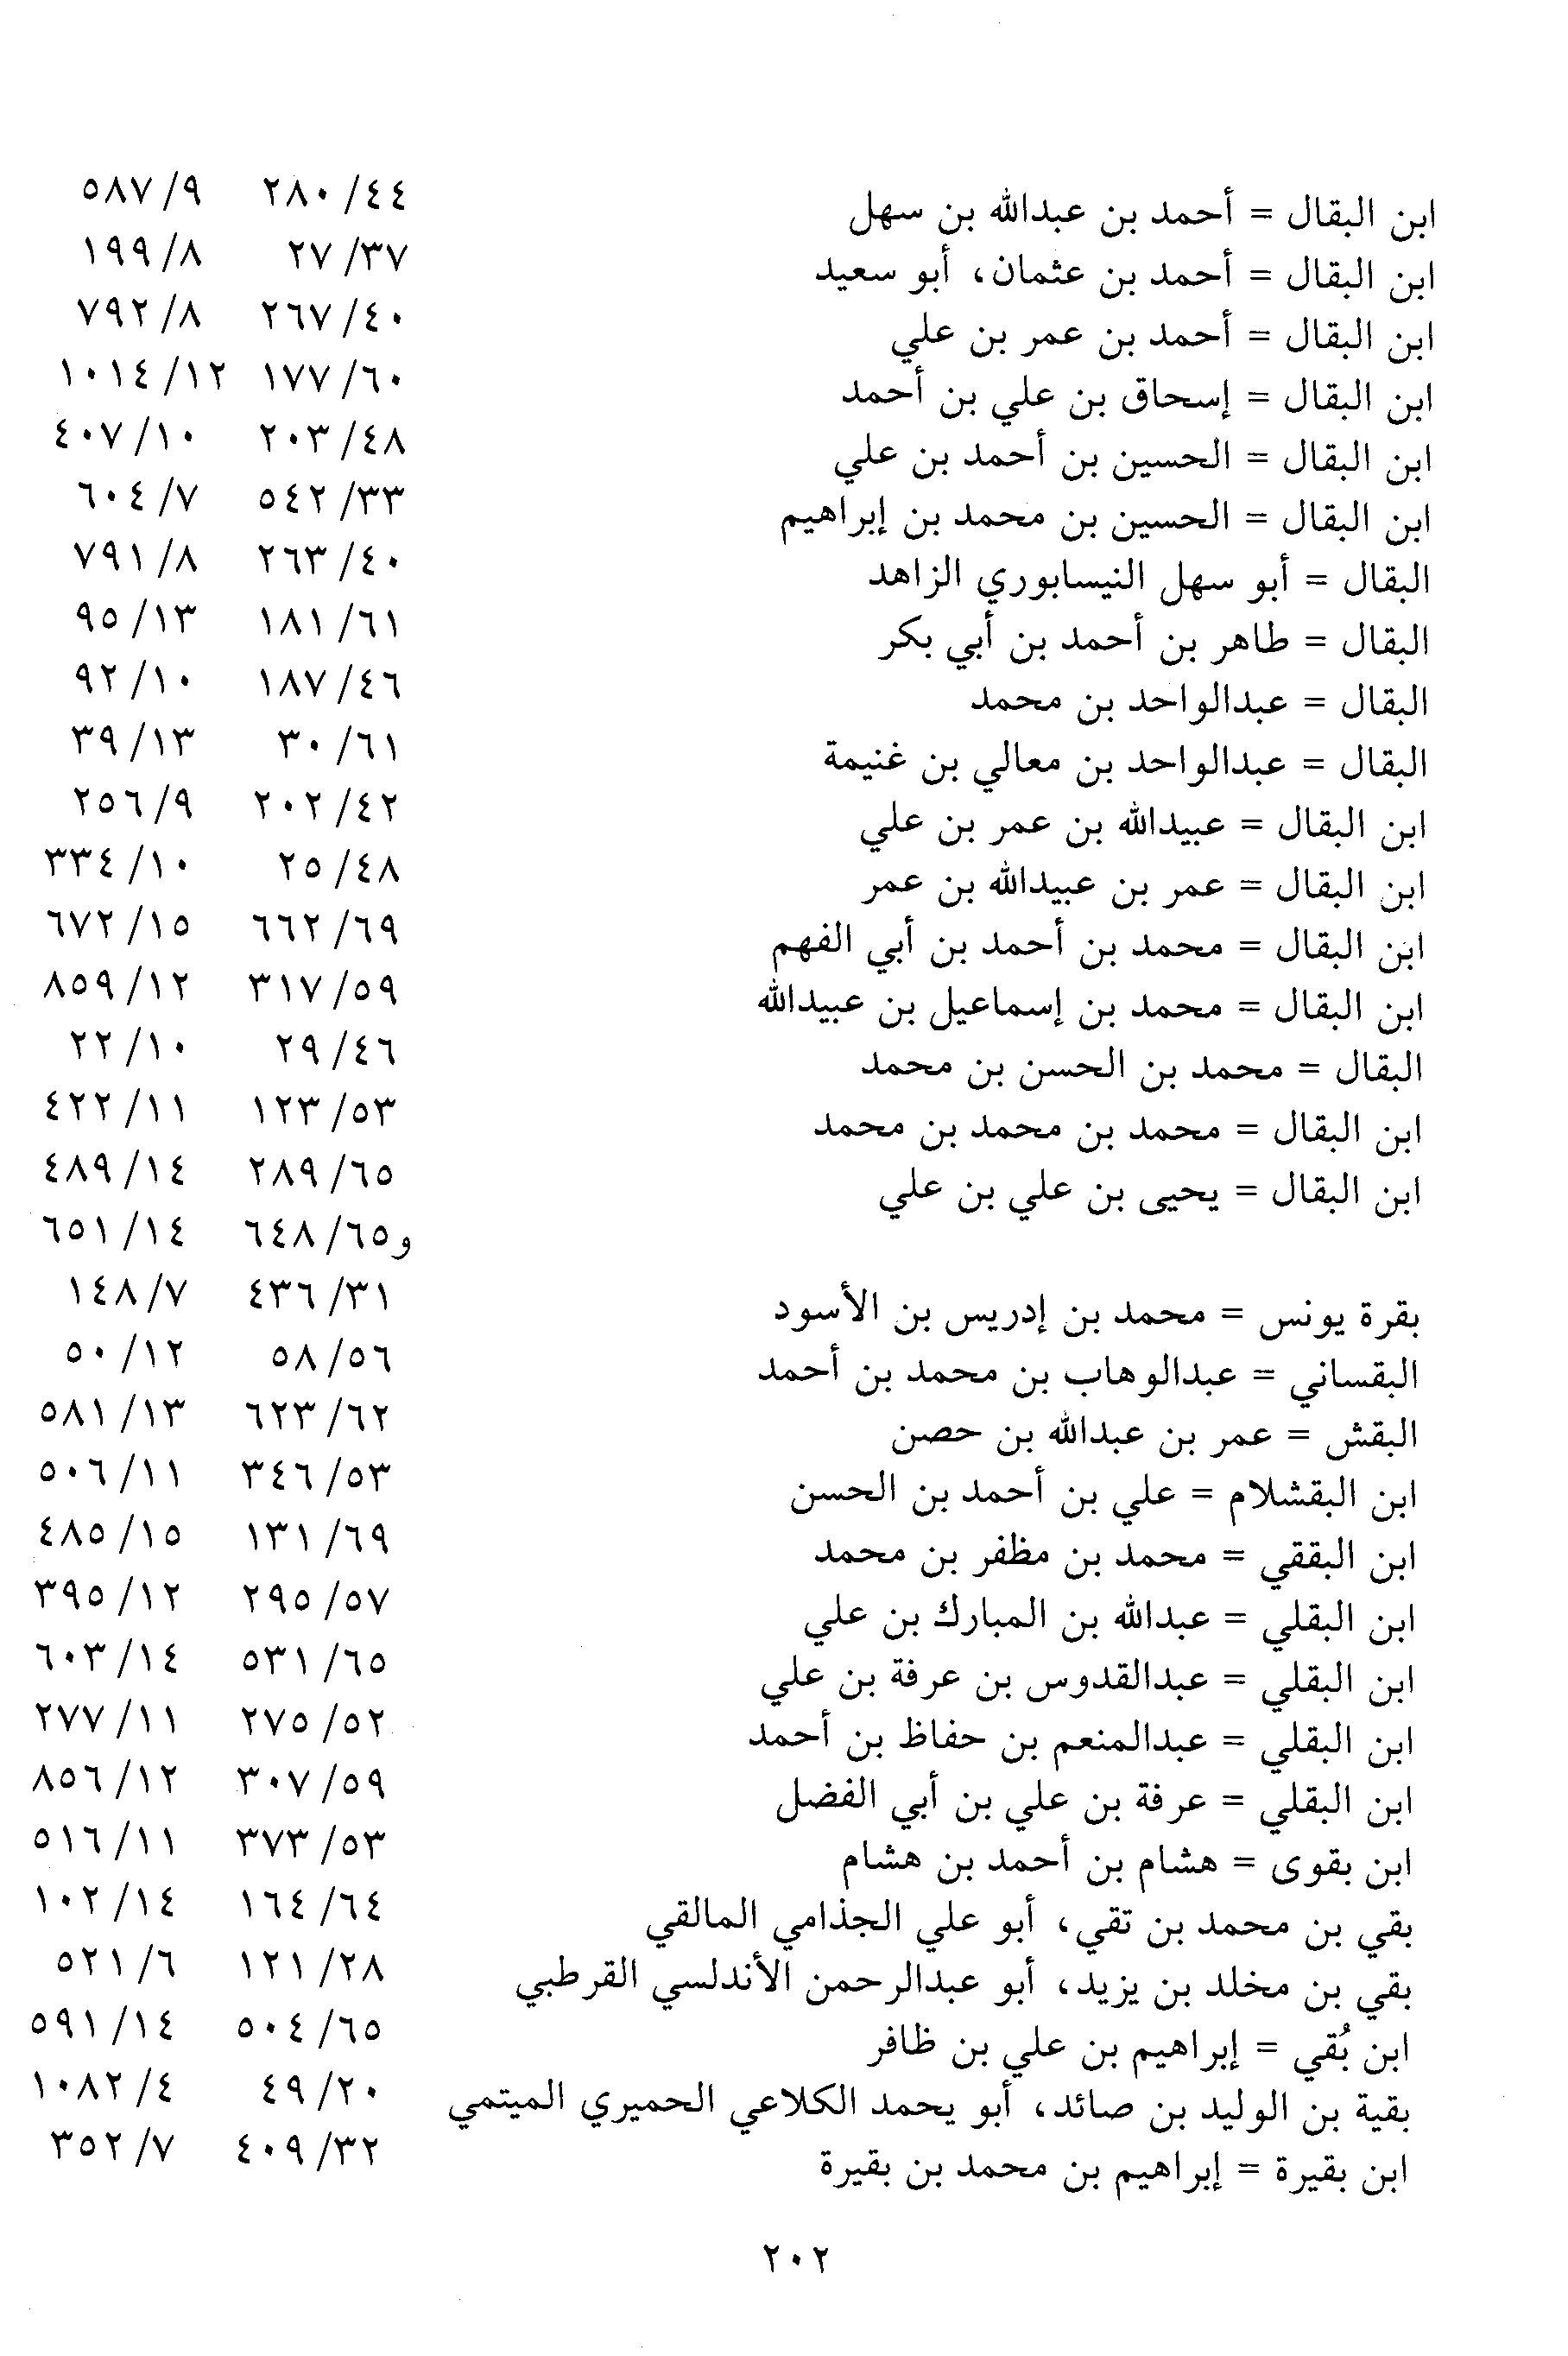 ابن البقال = أحمد بن عبدالله بن سهل ٤٤/ ٢٨٠ ٩/ ٥٨٧
ابن البقال = أحمد بن عثمان، أبو سعيد ٣٧/ ٢٧ ٨/ ١٩٩
ابن البقال = أحمد بن عمر بن علي ٤٠/ ٢٦٧ ٨/ ٧٩٢
ابن البقال = إسحاق بن علي بن أحمد ٦٠/ ١٧٧ ١٢/ ١٠١٤
ابن البقال = الحسين بن أحمد بن علي ٤٨/ ٢٠٣ ١٠/ ٤٠٧
ابن البقال = الحسين بن محمد بن إبراهيم ٣٣/ ٥٤٢ ٧/ ٦٠٤
البقال = أبو سهل النيسابوري الزاهد ٤٠/ ٢٦٣ ٨/ ٧٩١
البقال = طاهر بن أحمد بن أبي بكر ٦١/ ١٨١ ١٣/ ٩٥
البقال = عبدالواحد بن محمد ٤٦/ ١٨٧ ١٠/ ٩٢
البقال = عبدالواحد بن معالي بن غنيمة ٦١/ ٣٠ ١٣/ ٣٩
ابن البقال = عبيدالله بن عمر بن علي ٤٢/ ٢٠٢ ٩/ ٢٥٦
ابن البقال = عمر بن عبيدالله بن عمر ٤٨/ ٢٥ ١٠/ ٣٣٤
ابن البقال = محمد بن أحمد بن أبي الفهم ٦٩/ ٦٦٢ ١٥/ ٦٧٢
ابن البقال = محمد بن إسماعيل بن عبيدالله ٥٩/ ٣١٧ ١٢/ ٨٥٩
البقال = محمد بن الحسن بن محمد ٤٦/ ٢٩ ١٠/ ٢٢
ابن البقال = محمد بن محمد بن محمد ٥٣/ ١٢٣ ١١/ ٤٢٢
ابن البقال = يحيى بن علي بن علي ٦٥/ ٢٨٩ ١٤/ ٤٨٩
و٦٥/ ٦٤٨ ١٤/ ٦٥١
بقرة يونس = محمد بن إدريس بن الأسود ٣١/ ٤٣٦ ٧/ ١٤٨
البقساني = عبدالوهاب بن محمد بن أحمد ٥٦/ ٥٨ ١٢/ ٥٠
البقش = عمر بن عبدالله بن حصن ٦٢/ ٦٢٣ ١٣/ ٥٨١
ابن البقشلام = علي بن أحمد بن الحسن ٥٣/ ٣٤٦ ١١/ ٥٠٦
ابن البققي = محمد بن مظفر بن محمد ٦٩/ ١٣١ ١٥/ ٤٨٥
ابن البقلي = عبدالله بن المبارك بن علي ٥٧/ ٢٩٥ ١٢/ ٣٩٥
ابن البقلي = عبدالقدوس بن عرفة بن علي ٦٥/ ٥٣١ ١٤/ ٦٠٣
ابن البقلي = عبدالمنعم بن حفاظ بن أحمد ٥٢/ ٢٧٥ ١١/ ٢٧٧
ابن البقلي = عرفة بن علي بن أبي الفضل ٥٩/ ٣٠٧ ١٢/ ٨٥٦
ابن بقوى = هشام بن أحمد بن هشام ٥٣/ ٣٧٣ ١١/ ٥١٦
بقي بن محمد بن تقي، أبو علي الجذامي المالقي ٦٤/ ١٦٤ ١٤/ ١٠٢
بقي بن مخلد بن يزيد، أبو عبدالرحمن الأندلسي القرطبي ٢٨/ ١٢١ ٦/ ٥٢١
ابن بُقي = إبراهيم بن علي بن ظافر ٦٥/ ٥٠٤ ١٤/ ٥٩١
بقية بن الوليد بن صائد، أبو يحمد الكلاعي الحميري الميتمي ٢٠/ ٤٩ ٤/ ١٠٨٢
ابن بقيرة = إبراهيم بن محمد بن بقيرة ٣٢/ ٤٠٩ ٧/ ٣٥٢
٢٠٢